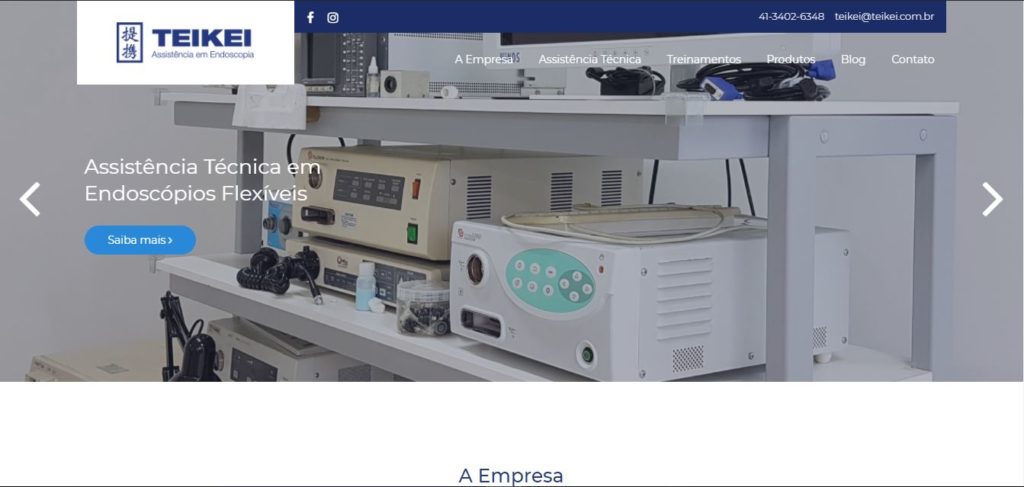 提
携
TEIKEI
Assistência em Endoscopia
41-3402-6348 teikei@teikei.com.br
A Empresa Assistência Técnica Treinamentos Produtos Blog Contato
Assistência Técnica em
Endoscópios Flexíveis
Saiba mais
A Empresa